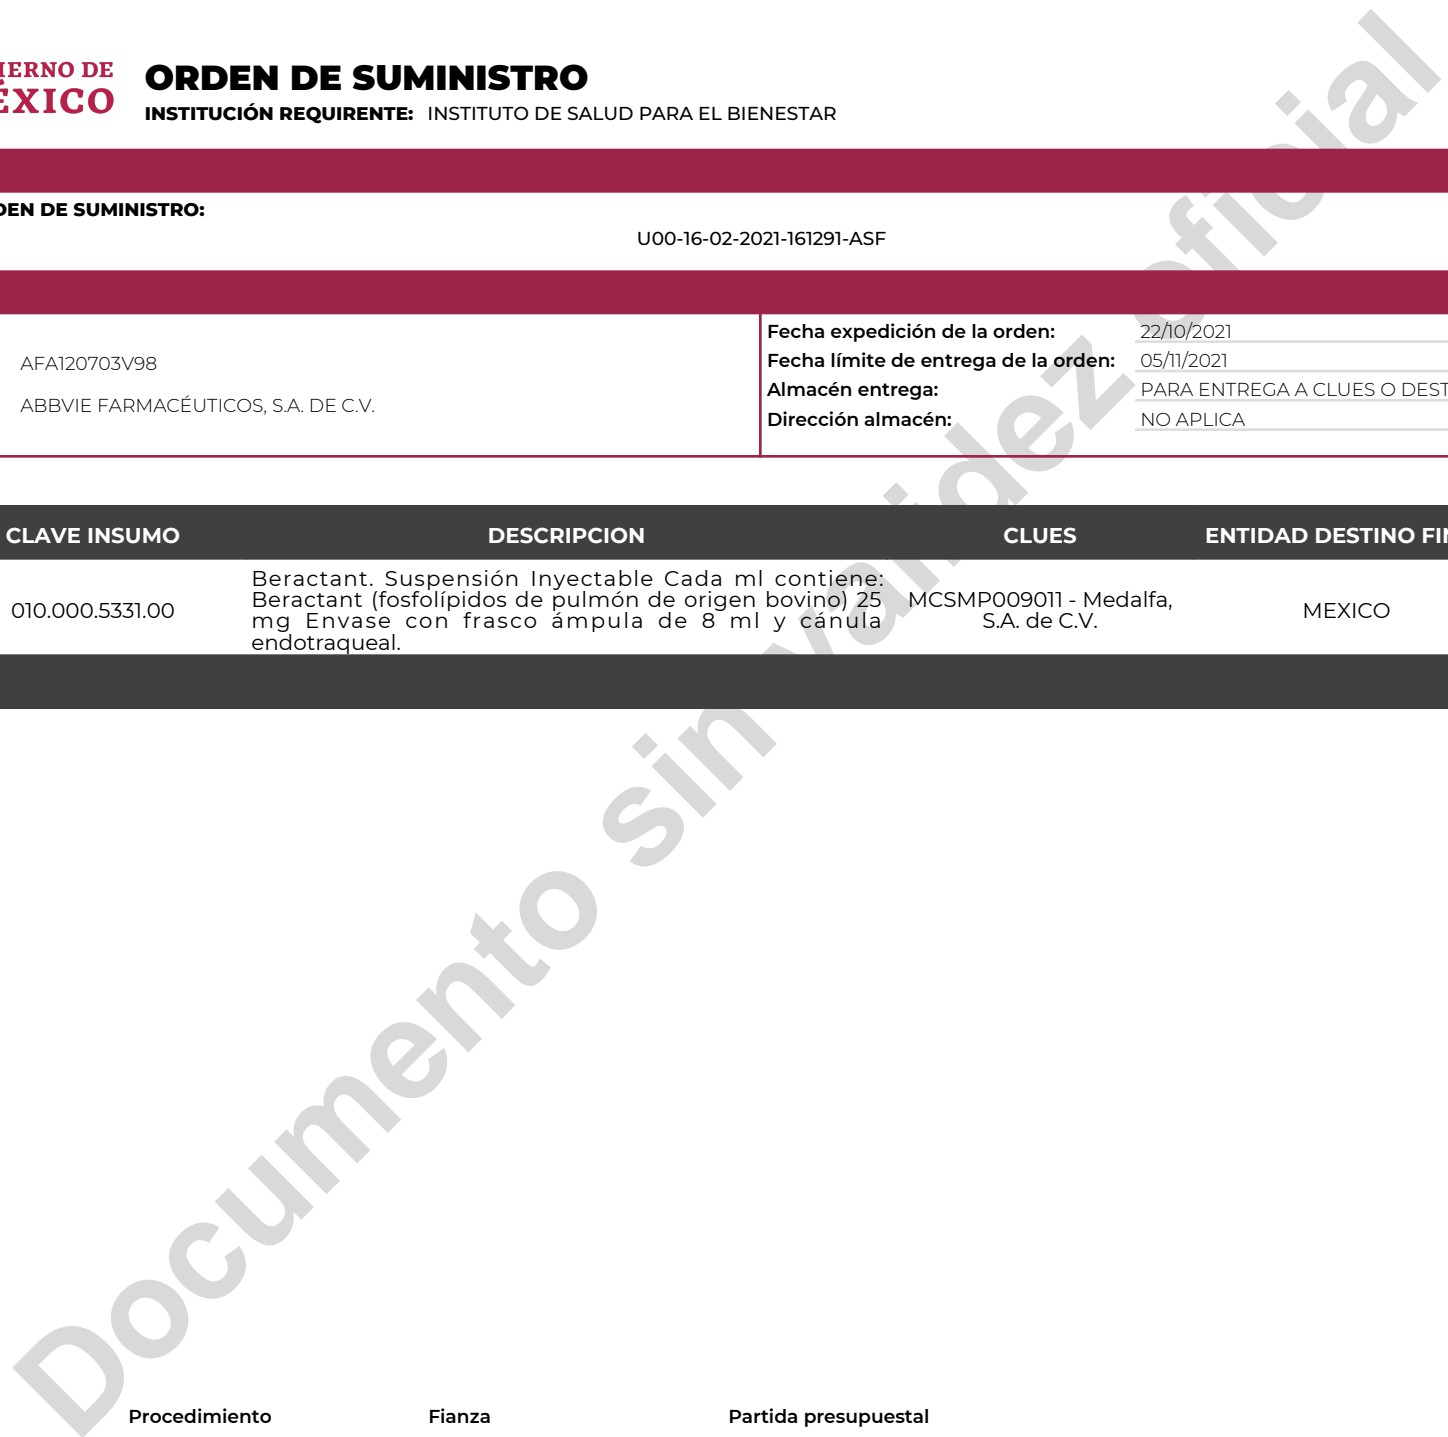 IERNO DE
ÉXICO
ORDEN DE SUMINISTRO
INSTITUCIÓN REQUIRENTE: INSTITUTO DE SALUD PARA EL BIENESTAR
DEN DE SUMINISTRO:
U00-16-02-2021-161291-ASF
AFA120703V98
ABBVIE FARMACÉUTICOS, S.A. DE C.V.
Fecha expedición de la orden: 22/10/2021
Fecha límite de entrega de la orden: 05/11/2021
Almacén entrega: PARA ENTREGA A CLUES O DEST
Dirección almacén: NO APLICA
CLAVE INSUMO DESCRIPCION CLUES ENTIDAD DESTINO FIN
010.000.5331.00
Beractant. Suspensión Inyectable Cada ml contiene:
Beractant (fosfolípidos de pulmón de origen bovino) 25
mg Envase con frasco ámpula de 8 ml y cánula
endotraqueal.
MCSMP009011 - Medalfa,
S.A. de C.V.
MEXICO
Documento sin validez oficial
Procedimiento Fianza Partida presupuestal